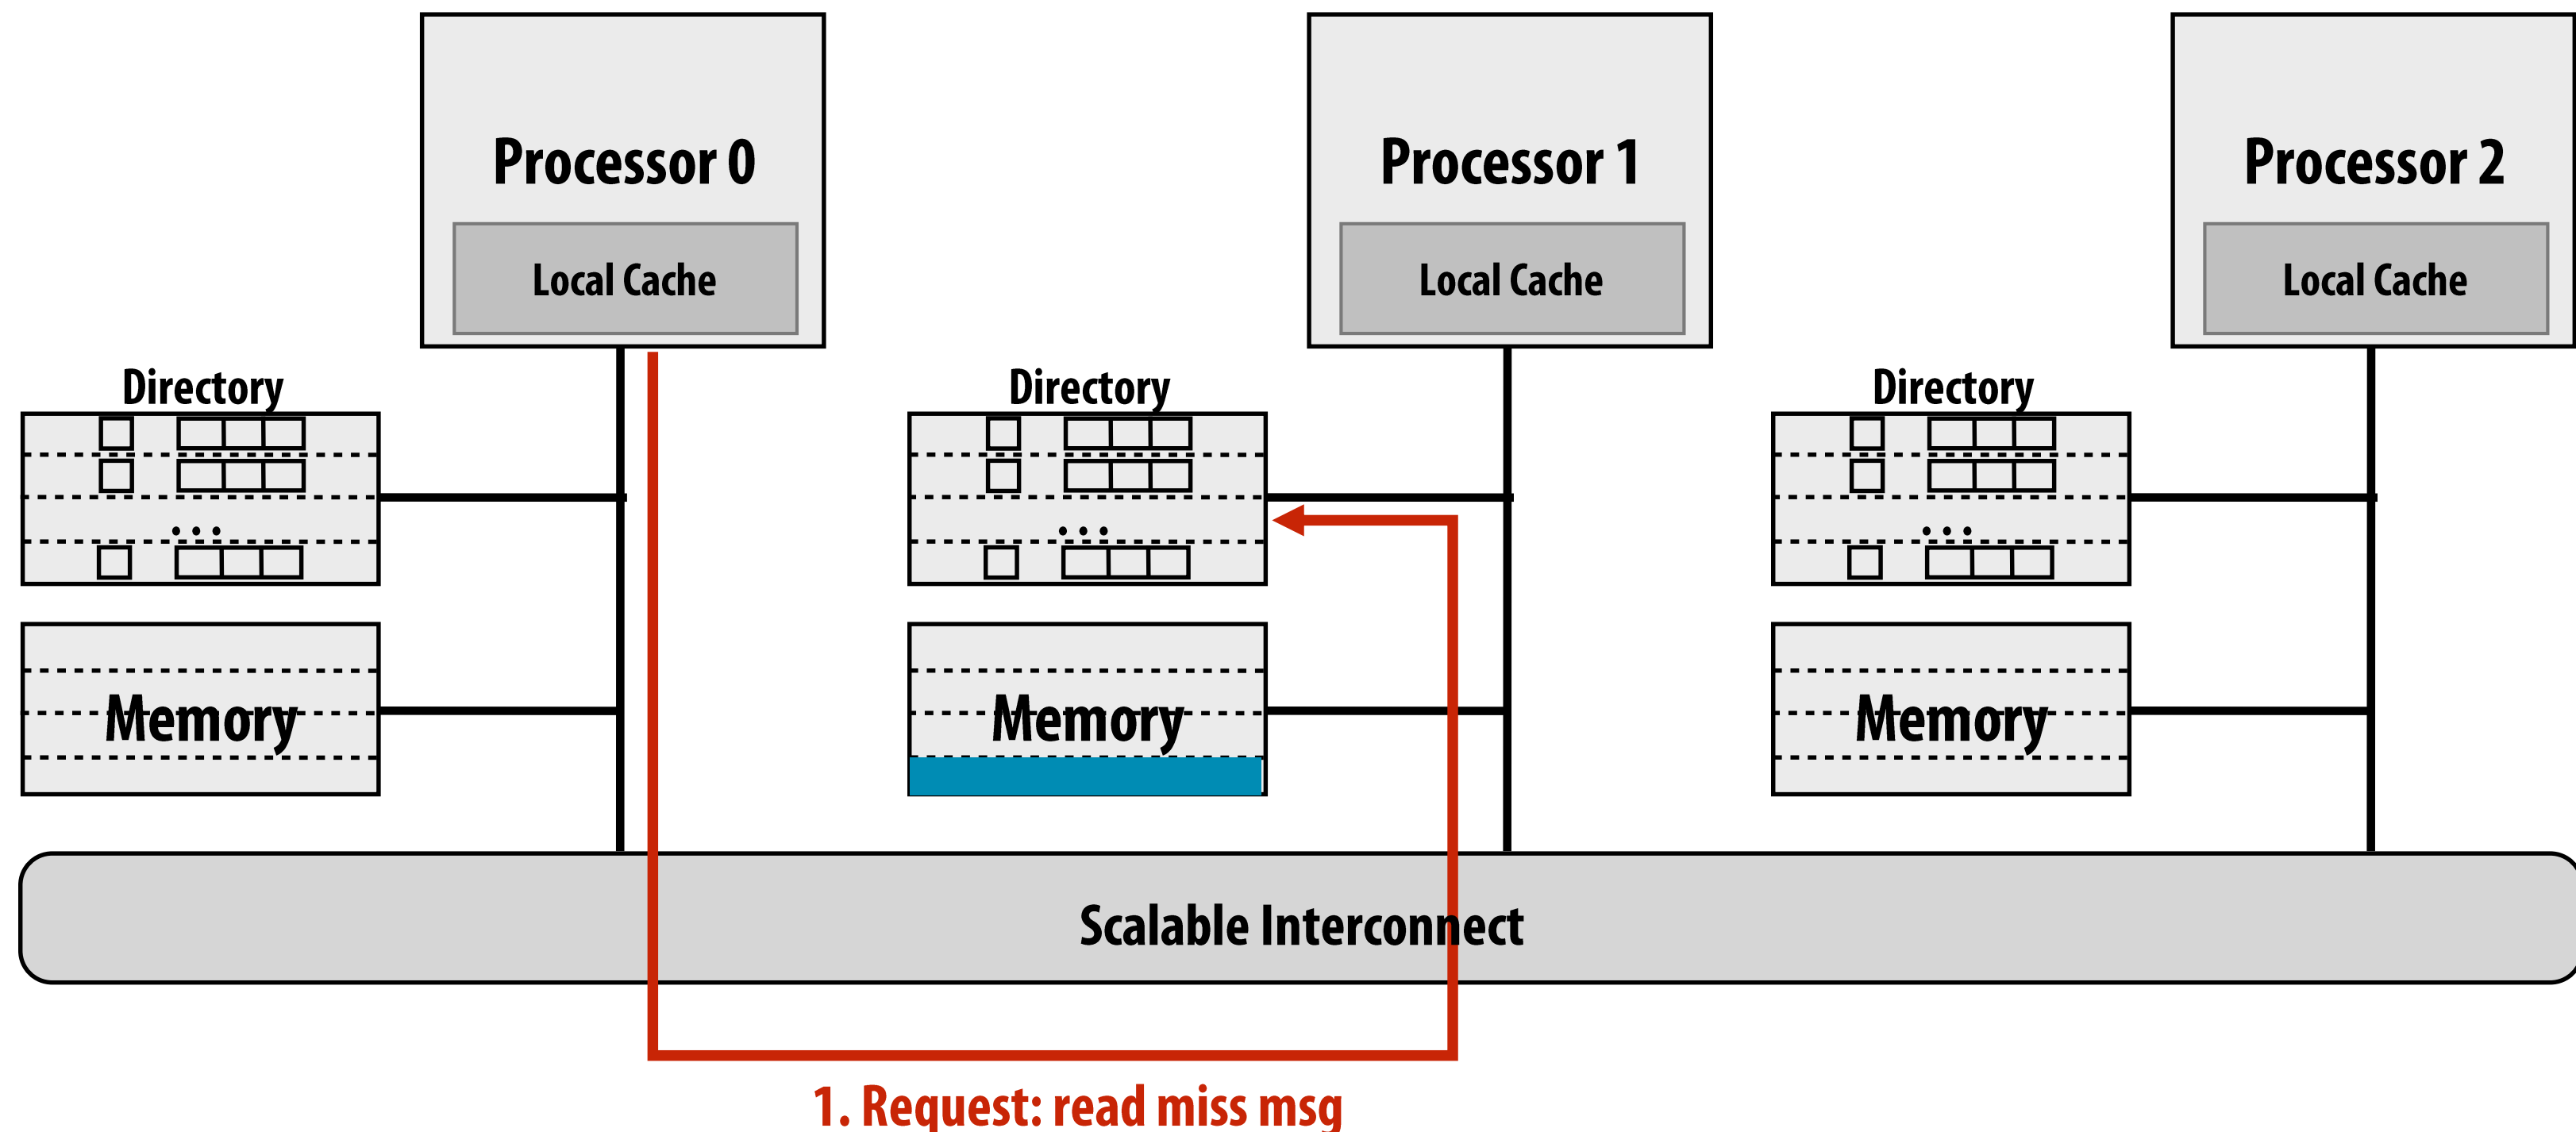 Processor 0
Processor 1
Processor 2
Local Cache
Local Cache
Local Cache
Directory
Directory
Directory
...
...
...
Memory
Memory
Memory
Scalable Interconnect
1. Request: read miss msg